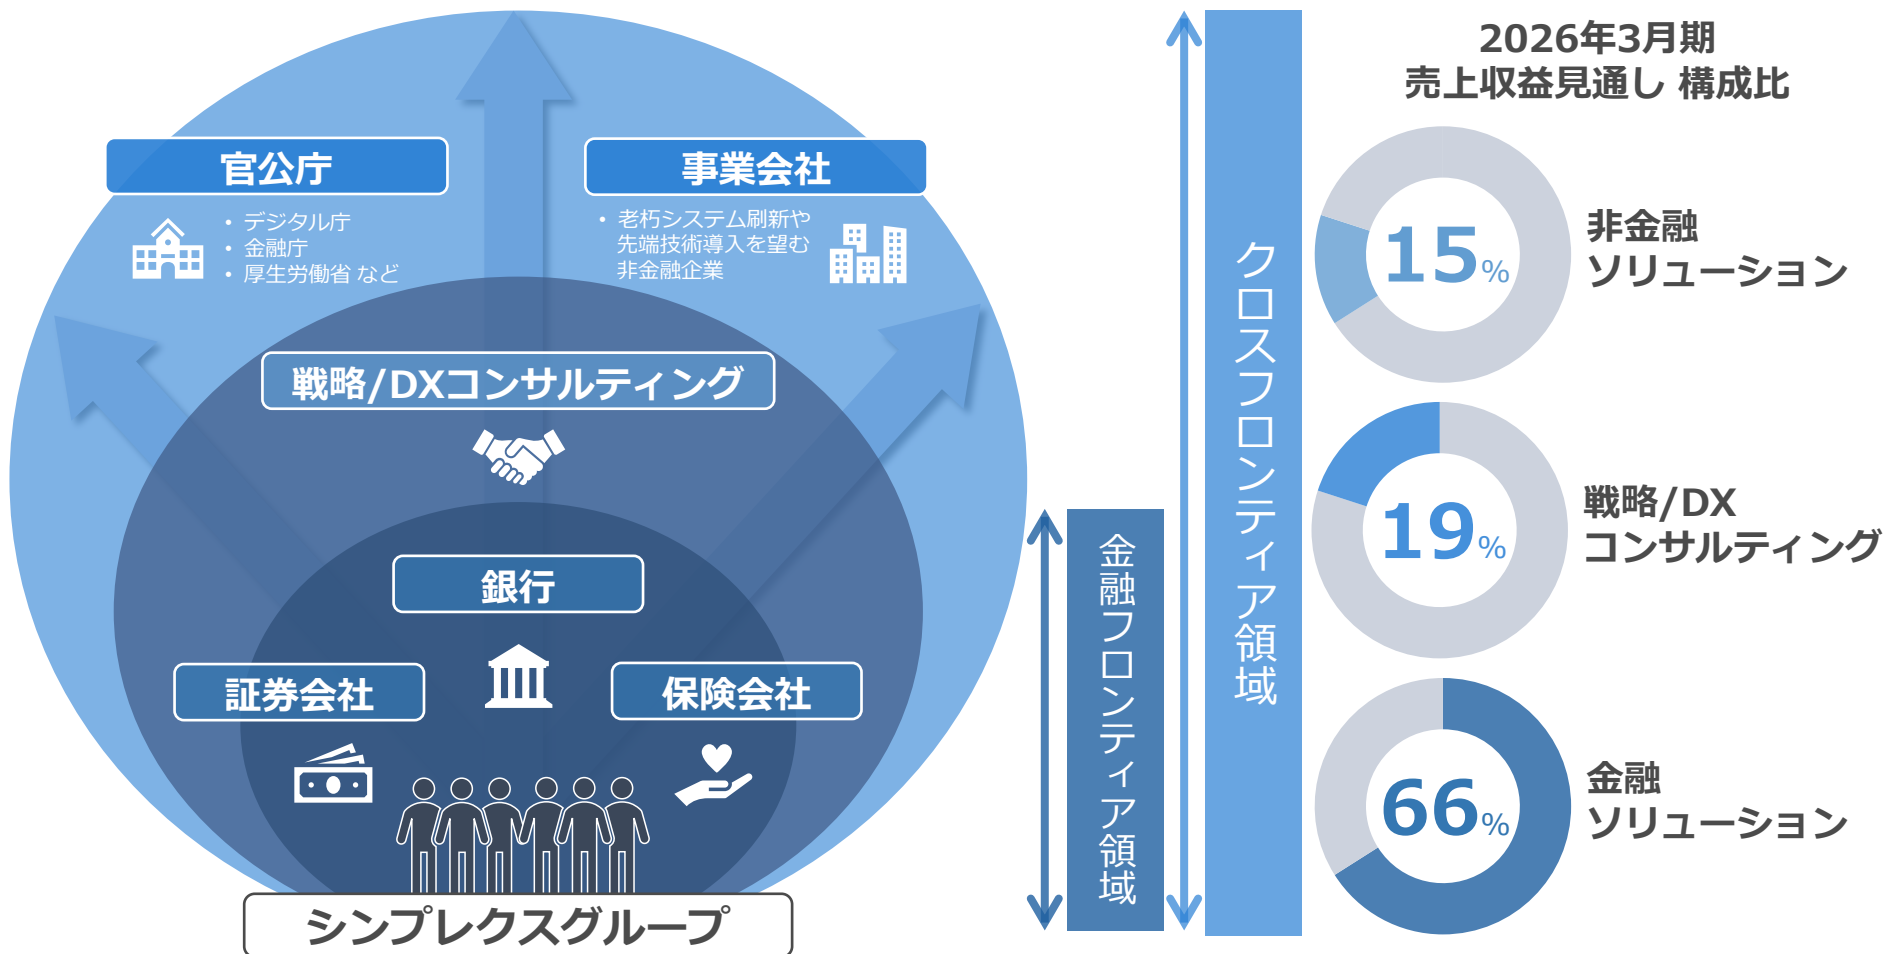 官公庁
• デジタル庁
• 金融庁
• 厚生労働省 など
事業会社
• 老朽システム刷新や
先端技術導入を望む
非金融企業
戦略/DXコンサルティング
銀行
証券会社
保険会社
シンプレクスグループ
金融フロンティア領域
クロスフロンティア領域
2026年3月期
売上収益見通し 構成比
15%
非金融
ソリューション
19%
戦略/DX
コンサルティング
66%
金融
ソリューション